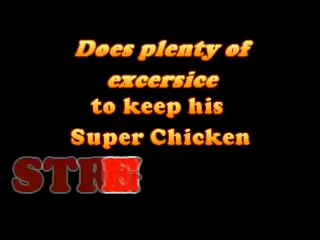 Does plenty of
excersice
to keep his
Super Chicken